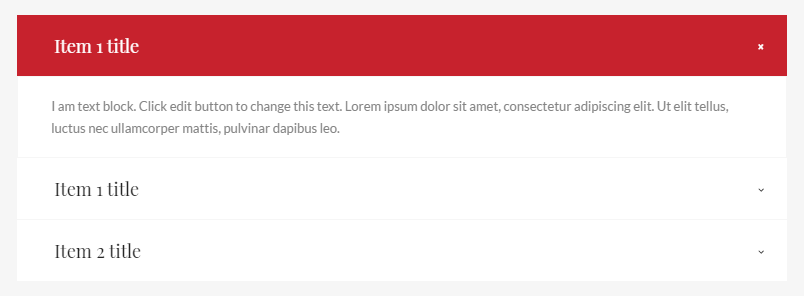 Item 1 title
I am text block. Click edit button to change this text. Lorem ipsum dolor sit amet, consectetur adipiscing elit. Ut elit tellus,
luctus nec ullamcorper mattis, pulvinar dapibus leo.
Item 1 title
Item 2 title